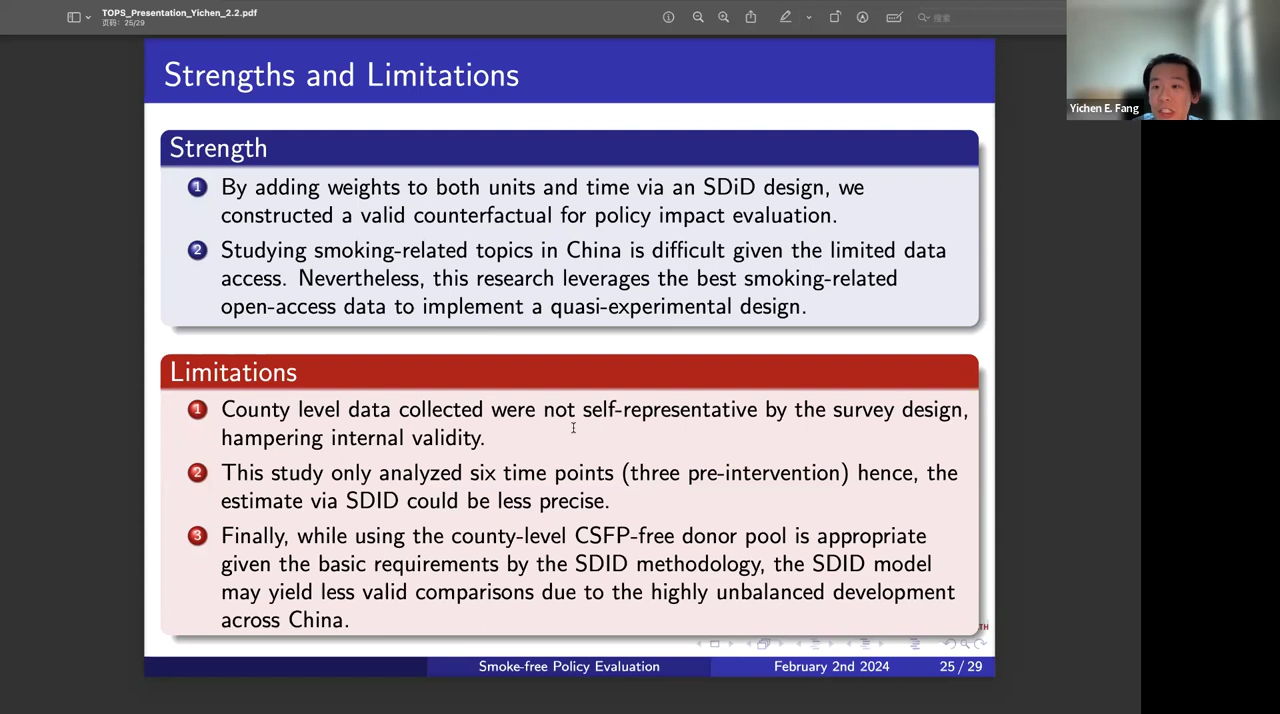 TOPS_Presentation_Yichen_2.2.pdf
页码: 25/29
搜索
Yichen E. Fang
Strengths and Limitations
Strength
1 By adding weights to both units and time via an SDiD design, we
constructed a valid counterfactual for policy impact evaluation.
2 Studying smoking-related topics in China is difficult given the limited data
access. Nevertheless, this research leverages the best smoking-related
open-access data to implement a quasi-experimental design.
Limitations
1 County level data collected were not self-representative by the survey design,
hampering internal validity.
2 This study only analyzed six time points (three pre-intervention) hence, the
estimate via SDID could be less precise.
3 Finally, while using the county-level CSFP-free donor pool is appropriate
given the basic requirements by the SDID methodology, the SDID model
may yield less valid comparisons due to the highly unbalanced development
across China.
TH
Smoke-free Policy Evaluation
February 2nd 2024
25 / 29